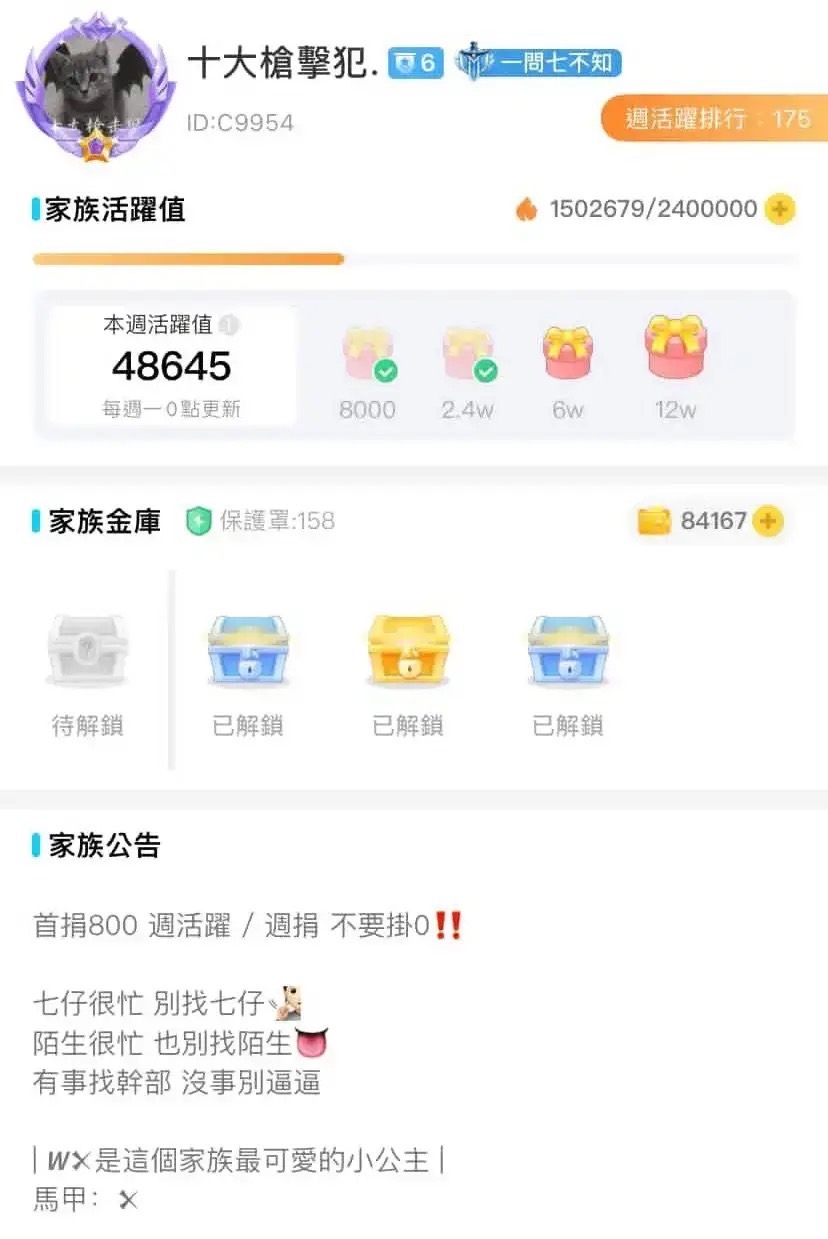 十大槍擊犯. 6 一問七不知
ID:C9954
週活躍排行：175
家族活躍值 1502679/2400000
本週活躍值
48645
每週一0點更新
8000 2.4w 6w 12w
家族金庫 保護罩:158 84167
待解鎖 已解鎖 已解鎖 已解鎖
家族公告
首捐800 週活躍 / 週捐 不要掛0‼️
七仔很忙 別找七仔
陌生很忙 也別找陌生👅
有事找幹部 沒事別逼逼
| W㐅是這個家族最可愛的小公主 |
馬甲： 㐅